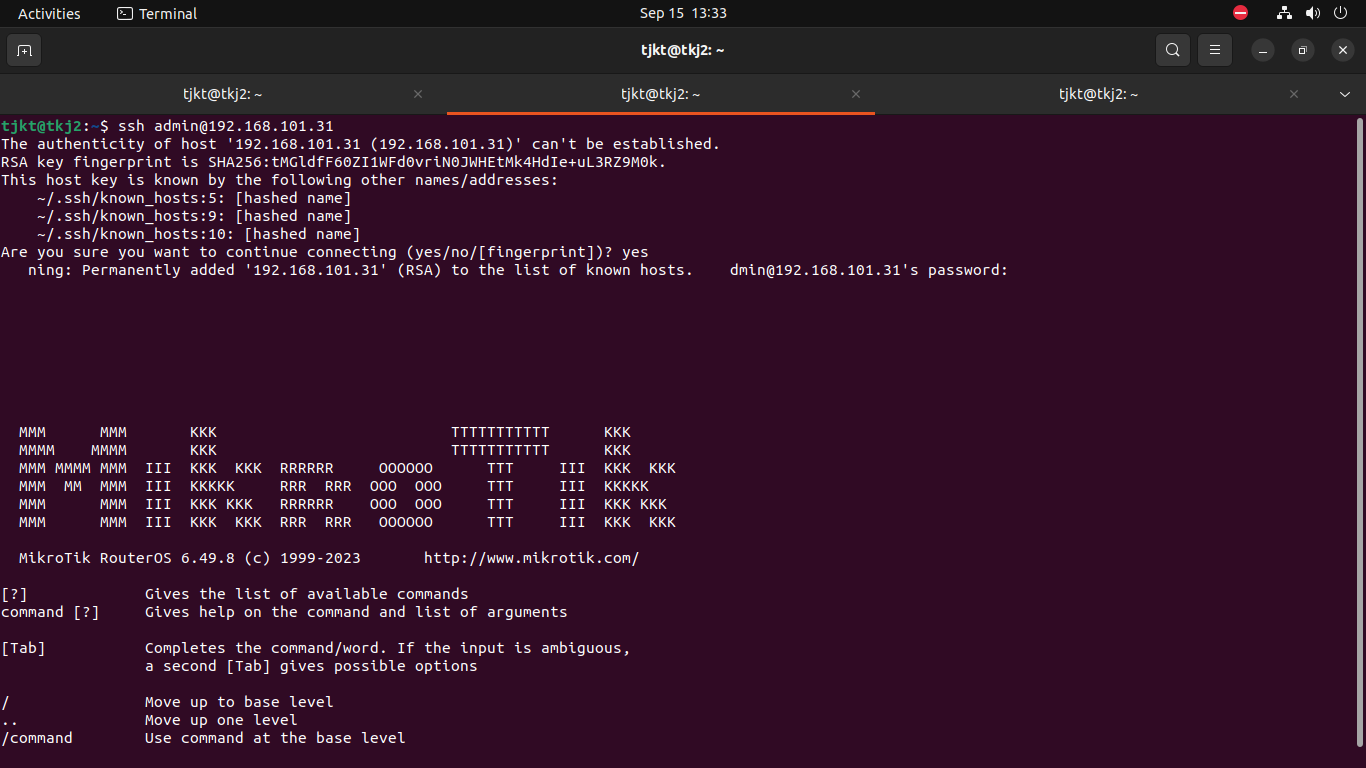 Activities Terminal Sep 15 13:33
tjkt@tkj2: ~
tjkt@tkj2: ~ tjkt@tkj2: ~ tjkt@tkj2: ~
tjkt@tkj2:~$ ssh admin@192.168.101.31
The authenticity of host '192.168.101.31 (192.168.101.31)' can't be established.
RSA key fingerprint is SHA256:tMGldfF60ZI1WFd0vriN0JWHEtMk4HdIe+uL3RZ9M0k.
This host key is known by the following other names/addresses:
    ~/.ssh/known_hosts:5: [hashed name]
    ~/.ssh/known_hosts:9: [hashed name]
    ~/.ssh/known_hosts:10: [hashed name]
Are you sure you want to continue connecting (yes/no/[fingerprint])? yes
   ning: Permanently added '192.168.101.31' (RSA) to the list of known hosts.    dmin@192.168.101.31's password:
  MMM      MMM       KKK                          TTTTTTTTTTT      KKK
  MMMM    MMMM       KKK                          TTTTTTTTTTT      KKK
  MMM MMMM MMM  III  KKK  KKK  RRRRRR     OOOOOO      TTT     III  KKK  KKK
  MMM  MM  MMM  III  KKKKK     RRR  RRR  OOO  OOO     TTT     III  KKKKK
  MMM      MMM  III  KKK KKK   RRRRRR    OOO  OOO     TTT     III  KKK KKK
  MMM      MMM  III  KKK  KKK  RRR  RRR   OOOOOO      TTT     III  KKK  KKK
  MikroTik RouterOS 6.49.8 (c) 1999-2023       http://www.mikrotik.com/
[?]             Gives the list of available commands
command [?]     Gives help on the command and list of arguments
[Tab]           Completes the command/word. If the input is ambiguous,
                a second [Tab] gives possible options
/               Move up to base level
..              Move up one level
/command        Use command at the base level